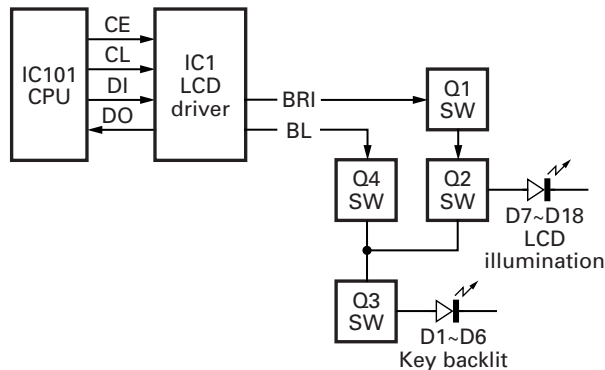 IC101
CPU
CE
CL
DI
DO
IC1
LCD
driver
BRI
BL
Q1
SW
Q4
SW
Q2
SW
D7~D18
LCD
illumination
Q3
SW
D1~D6
Key backlit